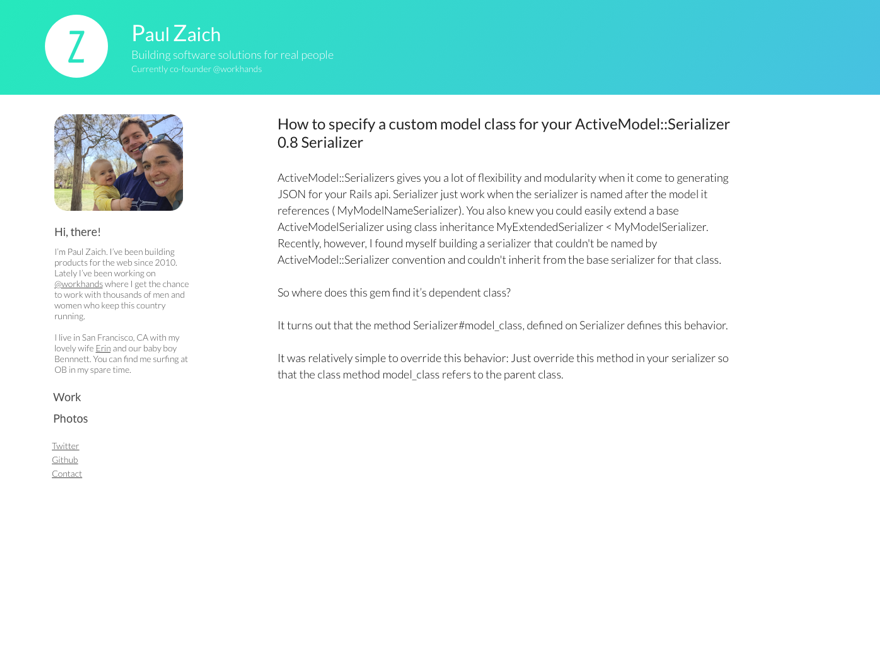 Z
Paul Zaich
Building software solutions for real people
Currently co-founder @workhands
Hi, there!
I'm Paul Zaich. I've been building
products for the web since 2010.
Lately I've been working on
@workhands where I get the chance
to work with thousands of men and
women who keep this country
running.
I live in San Francisco, CA with my
lovely wife Erin and our baby boy
Bennnett. You can find me surfing at
OB in my spare time.
Work
Photos
Twitter
Github
Contact
How to specify a custom model class for your ActiveModel::Serializer
0.8 Serializer
ActiveModel::Serializers gives you a lot of flexibility and modularity when it come to generating
JSON for your Rails api. Serializer just work when the serializer is named after the model it
references ( MyModelNameSerializer). You also knew you could easily extend a base
ActiveModelSerializer using class inheritance MyExtendedSerializer < MyModelSerializer.
Recently, however, I found myself building a serializer that couldn't be named by
ActiveModel::Serializer convention and couldn't inherit from the base serializer for that class.
So where does this gem find it's dependent class?
It turns out that the method Serializer#model_class, defined on Serializer defines this behavior.
It was relatively simple to override this behavior: Just override this method in your serializer so
that the class method model_class refers to the parent class.